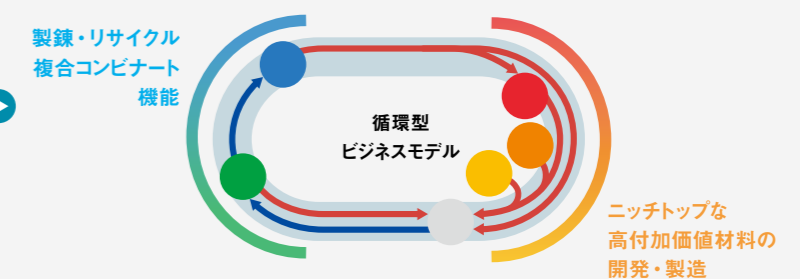 製錬・リサイクル
複合コンビナート
機能
循環型
ビジネスモデル
ニッチトップな
高付加価値材料の
開発・製造